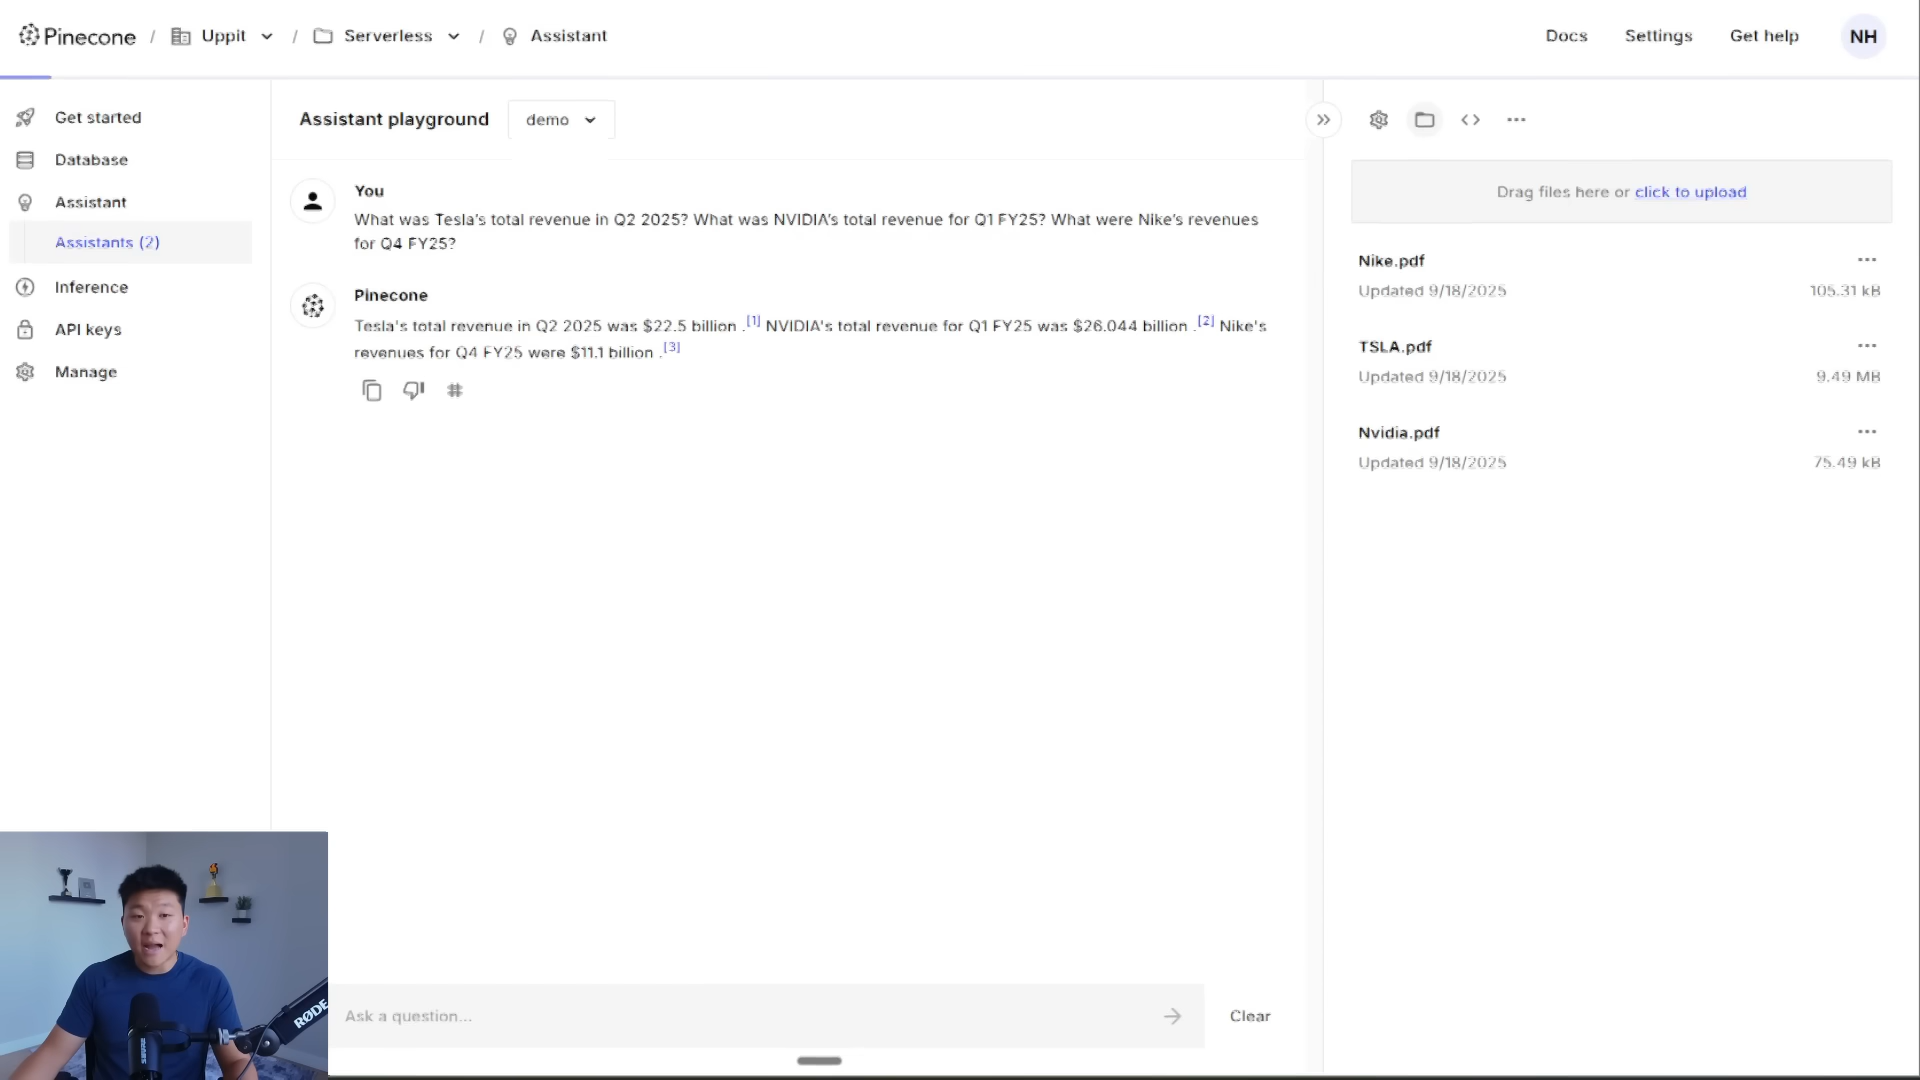 Pinecone / Uppit / Serverless / Assistant
Docs Settings Get help NH
Get started
Database
Assistant
Assistants (2)
Inference
API keys
Manage
Assistant playground demo
You
What was Tesla's total revenue in Q2 2025? What was NVIDIA's total revenue for Q1 FY25? What were Nike's revenues
for Q4 FY25?
Pinecone
Tesla's total revenue in Q2 2025 was $22.5 billion .[1] NVIDIA's total revenue for Q1 FY25 was $26.044 billion .[2] Nike's
revenues for Q4 FY25 were $11.1 billion .[3]
Drag files here or click to upload
Nike.pdf
Updated 9/18/2025 105.31 kB
TSLA.pdf
Updated 9/18/2025 9.49 MB
Nvidia.pdf
Updated 9/18/2025 75.49 kB
Ask a question...
Clear
RØDE
SHURE